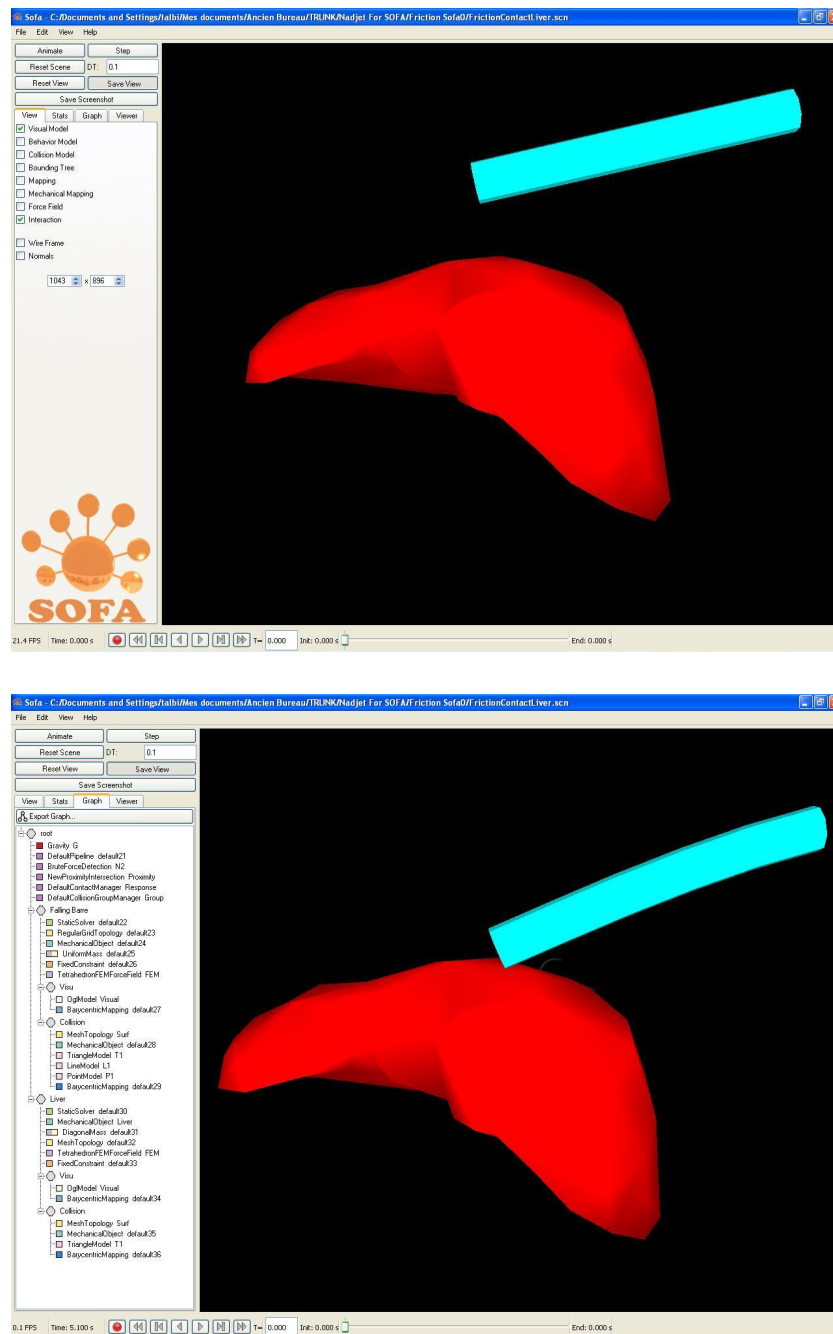 Sofa - C:/Documents and Settings/talbi/Mes documents/Ancien Bureau/TRUNK/Nadjet For SOFA/Friction Sofa0/FrictionContactLiver.scn
File Edit View Help
Animate Step
Reset Scene DT: 0.1
Reset View Save View
Save Screenshot
View Stats Graph Viewer
Visual Model
Behavior Model
Collision Model
Bounding Tree
Mapping
Mechanical Mapping
Force Field
Interaction
Wire Frame
Normals
1043 x 896
SOFA
21.4 FPS Time: 0.000 s T= 0.000 Init: 0.000 s End: 0.000 s
Sofa - C:/Documents and Settings/talbi/Mes documents/Ancien Bureau/TRUNK/Nadjet For SOFA/Friction Sofa0/FrictionContactLiver.scn
File Edit View Help
Animate Step
Reset Scene DT: 0.1
Reset View Save View
Save Screenshot
View Stats Graph Viewer
Export Graph...
root
Gravity G
DefaultPipeline default21
BruteForceDetection N2
NewProximityIntersection Proximity
DefaultContactManager Response
DefaultCollisionGroupManager Group
Falling Barre
StaticSolver default22
RegularGridTopology default23
MechanicalObject default24
UniformMass default25
FixedConstraint default26
TetrahedronFEMForceField FEM
Visu
OglModel Visual
BarycentricMapping default27
Collision
MeshTopology Surf
MechanicalObject default28
TriangleModel T1
LineModel L1
PointModel P1
BarycentricMapping default29
Liver
StaticSolver default30
MechanicalObject Liver
DiagonalMass default31
MeshTopology default32
TetrahedronFEMForceField FEM
FixedConstraint default33
Visu
OglModel Visual
BarycentricMapping default34
Collision
MeshTopology Surf
MechanicalObject default35
TriangleModel T1
BarycentricMapping default36
0.1 FPS Time: 5.100 s T= 0.000 Init: 0.000 s End: 0.000 s